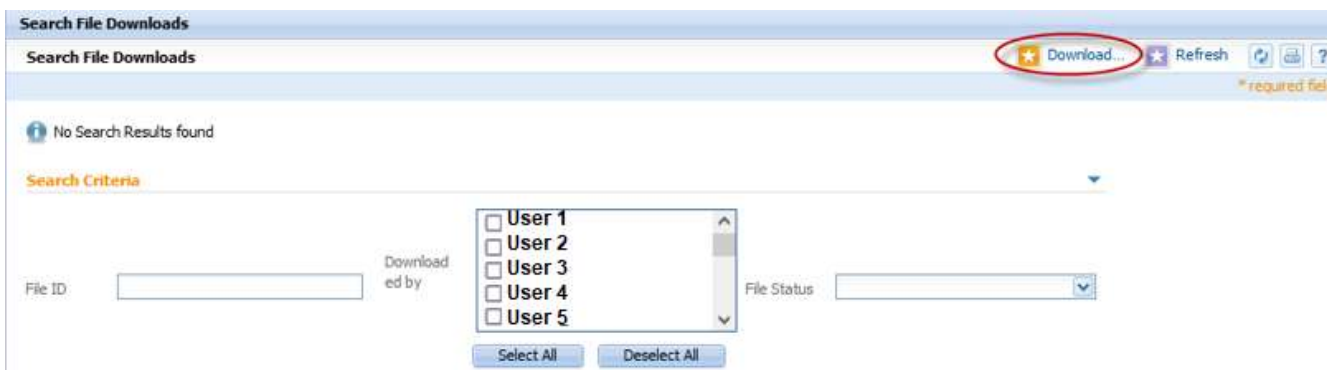 Search File Downloads
Search File Downloads
Download... Refresh ?
* required fiel
No Search Results found
Search Criteria
User 1
User 2
User 3
User 4
User 5
File ID
Download
ed by
File Status
Select All Deselect All